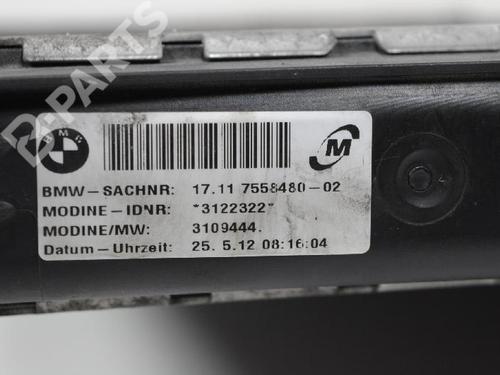 BMW
M
BMW-SACHNR: 17.11 7558480-02
MODINE-IDNR: *3122322*
MODINE/MW: 3109444.
Datum-Uhrzeit: 25. 5.12 08:16:04
B-PARTS